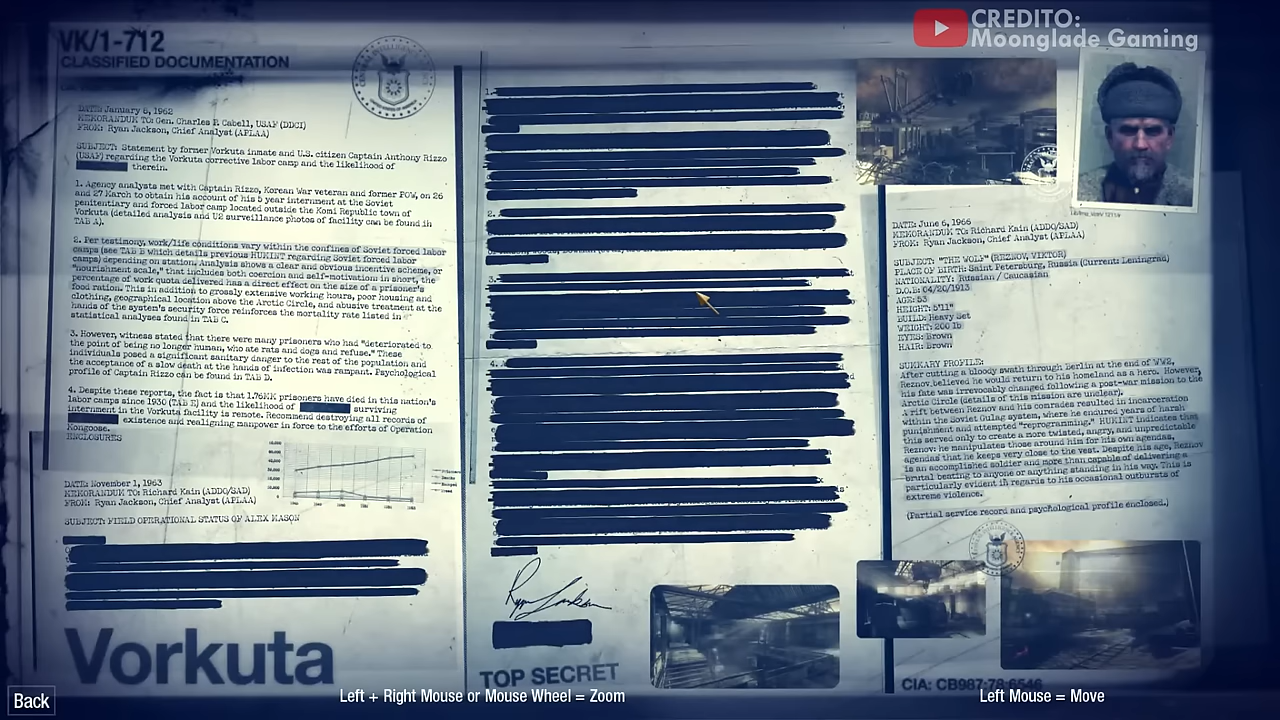 CREDITO:
Moonglade Gaming
VK/1-712
CLASSIFIED DOCUMENTATION
DATE: January 6, 1962
MEMORANDUM TO: Gen. Charles P. Cabell, USAF (DDCI)
FROM: Ryan Jackson, Chief Analyst (APLAA)
SUBJECT: Statement by former Vorkuta inmate and U.S. citizen Captain Anthony Rizzo
(USAF) regarding the Vorkuta corrective labor camp and the likelihood of
therein.
1. Agency analysts met with Captain Rizzo, Korean War veteran and former POW, on 26
and 27 March to obtain his account of his 5 year internment at the Soviet
penitentiary and forced labor camp located outside the Komi Republic town of
Vorkuta (detailed analysis and U2 surveillance photos of facility can be found in
TAB A).
2. Per testimony, work/life conditions vary within the confines of Soviet forced labor
camps (see TAB B which details previous HUMINT regarding Soviet forced labor
camps) depending on station. Analysis shows a clear and obvious incentive scheme, or
"nourishment scale," that includes both coercion and self-motivation in short, the
percentage of work quota delivered has a direct effect on the size of a prisoner's
food ration. This in addition to grossly extensive working hours, poor housing and
clothing, geographical location above the Arctic Circle, and abusive treatment at the
hands of the system's security force reinforces the mortality rate listed in
statistical analyses found in TAB C.
3. However, witness stated that there were many prisoners who had "deteriorated to
the point of being no longer human, who ate rats and dogs and refuse." These
individuals posed a significant sanitary danger to the rest of the population and
the acceptance of a slow death at the hands of infection was rampant. Psychological
profile of Captain Rizzo can be found in TAB D.
4. Despite these reports, the fact is that 1.76MK prisoners have died in this nation's
labor camps since 1930 (TAB E) and the likelihood of surviving
internment in the Vorkuta facility is remote. Recommend destroying all records of
existence and realigning manpower to force to the efforts of Operation
Mongoose.
ENCLOSURES
DATE: November 1, 1963
MEMORANDUM TO: Richard Kain (ADDO/SAD)
FROM: Ryan Jackson, Chief Analyst (APLAA)
SUBJECT: FIELD OPERATIONAL STATUS OF ALEX MASON
Vorkuta
2.
3.
4.
TOP SECRET
DATE: June 6, 1966
MEMORANDUM TO: Richard Kain (ADDO/SAD)
FROM: Ryan Jackson, Chief Analyst (APLAA)
SUBJECT: "THE WOLF" (REZNOV, VIKTOR)
PLACE OF BIRTH: Saint Petersburg, Russia (Current: Leningrad)
NATIONALITY: Russian / Caucasian
D.O.B: 04/20/1913
AGE: 53
HEIGHT: 5'11"
BUILD: Heavy Set
WEIGHT: 200 lb
EYES: Brown
HAIR: Brown
SUMMARY PROFILE:
After cutting a bloody swath through Berlin at the end of WW2,
Reznov believed he would return to his homeland as a hero. However,
his fate was irrevocably changed following a post-war mission to the
Arctic Circle (details of this mission are unclear).
A rift between Reznov and his comrades resulted in incarceration
within the Soviet Gulag system, where he endured years of harsh
punishment and attempted "reprogramming." HUMINT indicates that
this served only to create a more twisted, angry, and unpredictable
Reznov: he manipulates those around him for his own agendas,
agendas that he keeps very close to the vest. Despite his age, Reznov
is an accomplished soldier and more than capable of delivering a
brutal beating to anyone or anything standing in his way. This is
particularly evident in regards to his occasional outbursts of
extreme violence.
(Partial service record and psychological profile enclosed.)
CIA: CB987:78:6546
Back
Left + Right Mouse or Mouse Wheel = Zoom
Left Mouse = Move